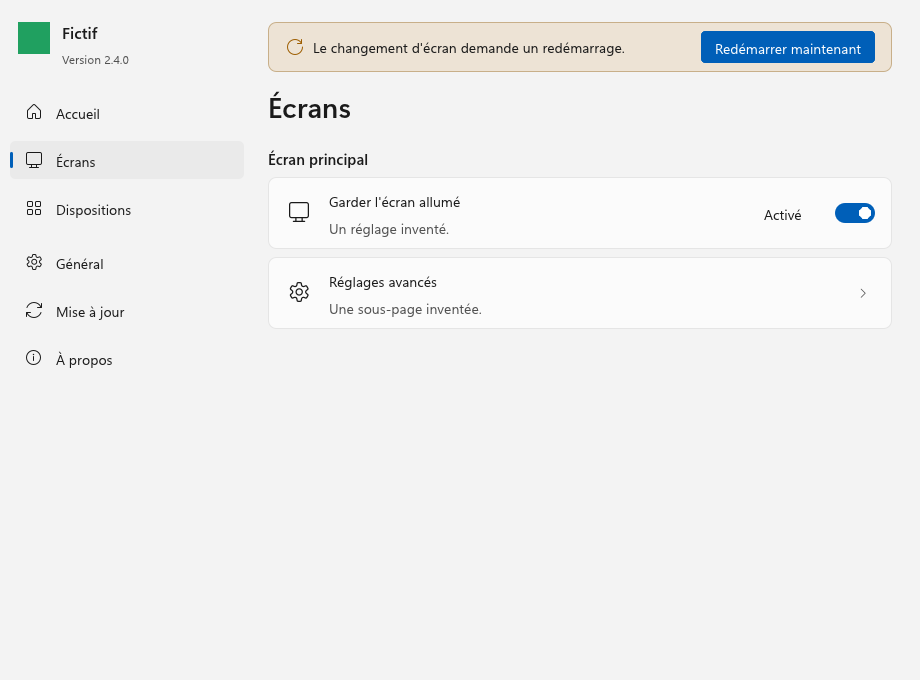 Fictif
Version 2.4.0
Accueil
Écrans
Dispositions
Général
Mise à jour
À propos
Le changement d'écran demande un redémarrage.
Redémarrer maintenant
Écrans
Écran principal
Garder l'écran allumé
Un réglage inventé.
Activé
Réglages avancés
Une sous-page inventée.